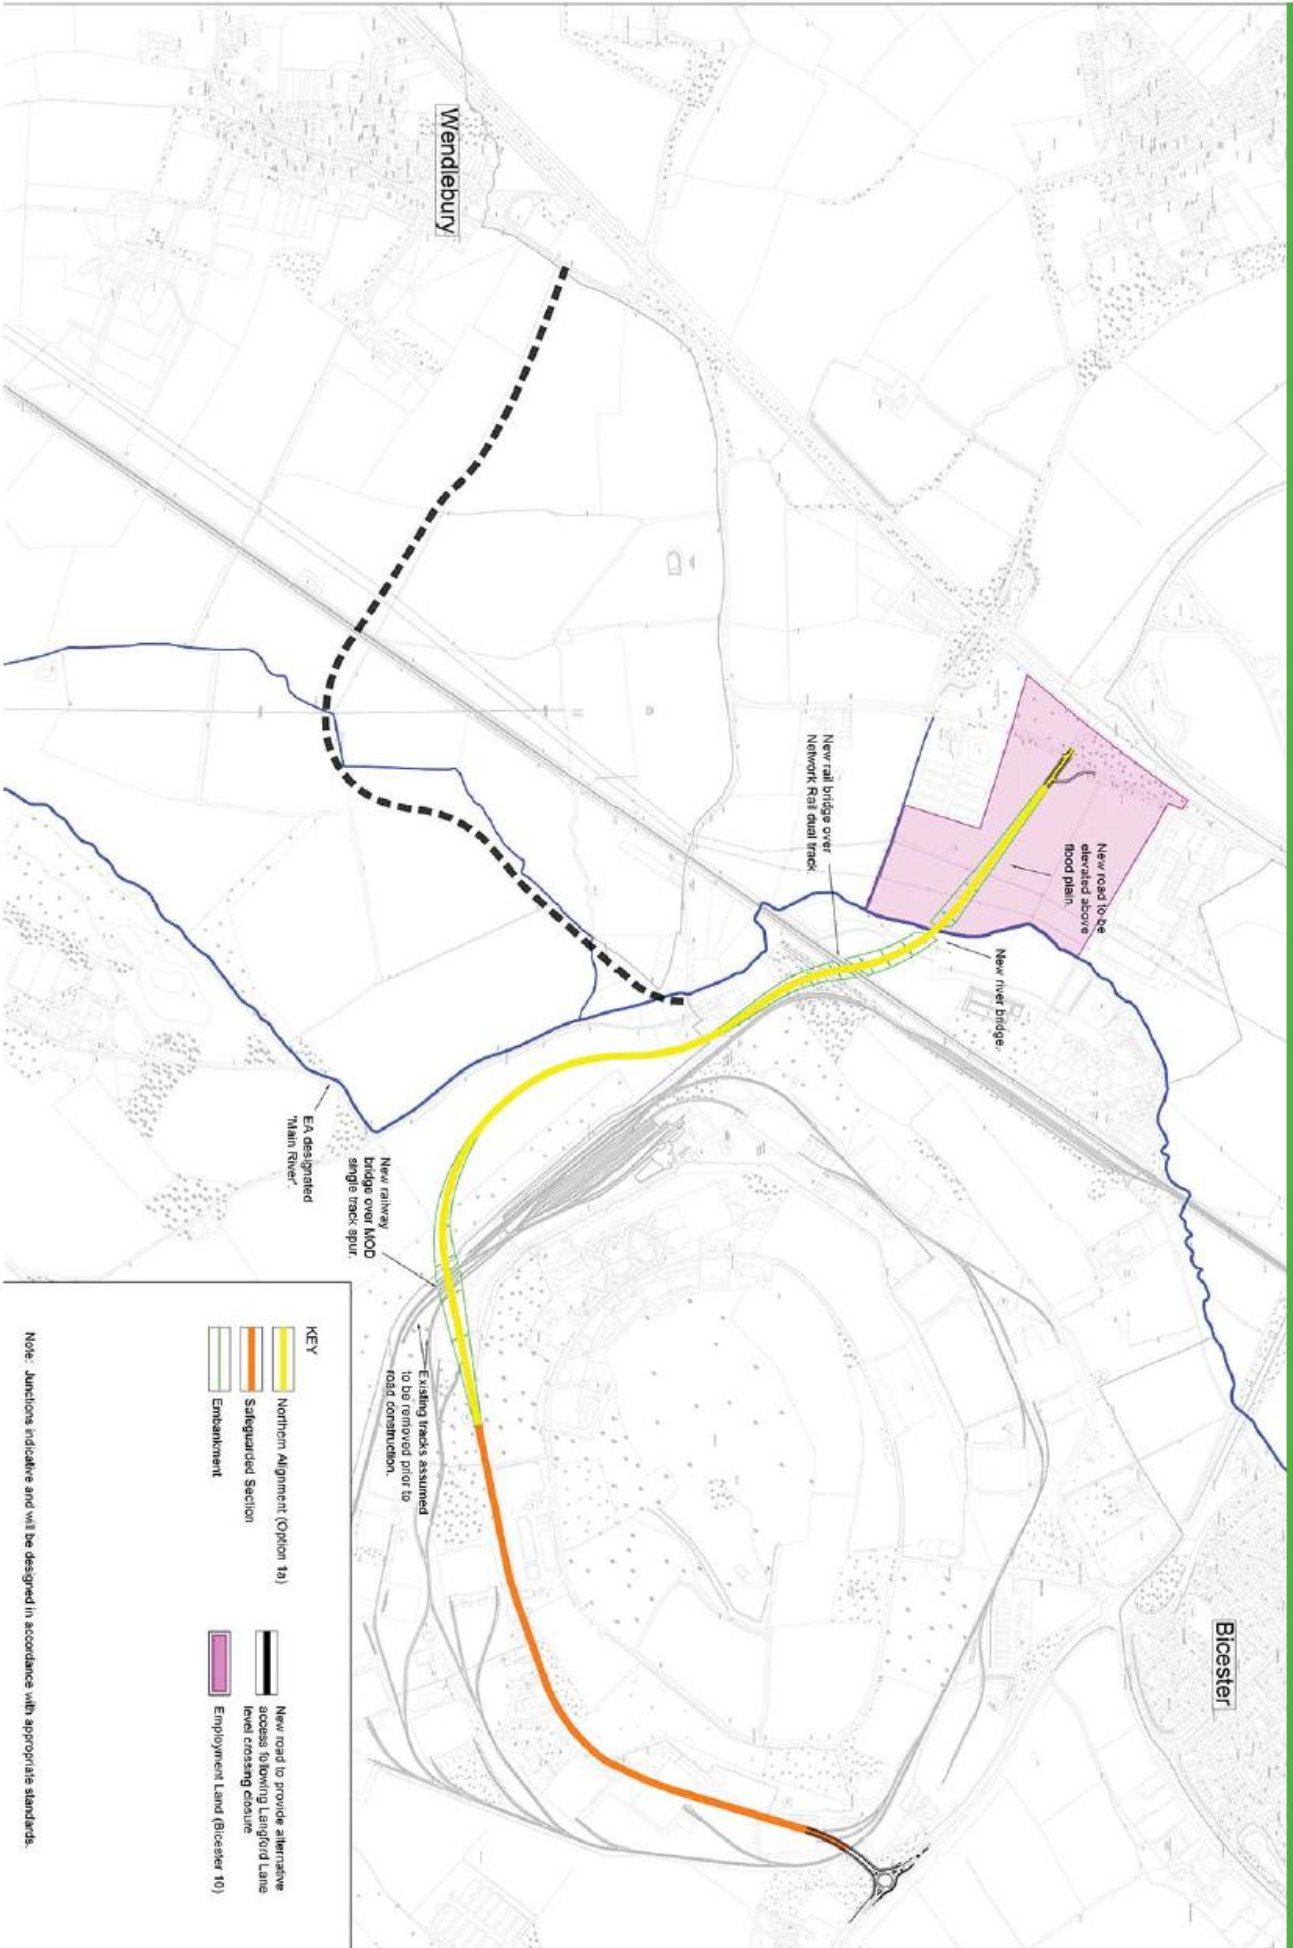 Wendlebury
Bicester
New road to be
elevated above
flood plain.
New rail bridge over
Network Rail dual track.
New river bridge.
EA designated
'Main River'.
New railway
bridge over MOD
single track spur.
Existing tracks assumed
to be removed prior to
road construction.
KEY
Northern Alignment (Option 1a)
Safeguarded Section
Embankment
New road to provide alternative
access following Langford Lane
level crossing closure
Employment Land (Bicester 10)
Note: Junctions indicative and will be designed in accordance with appropriate standards.